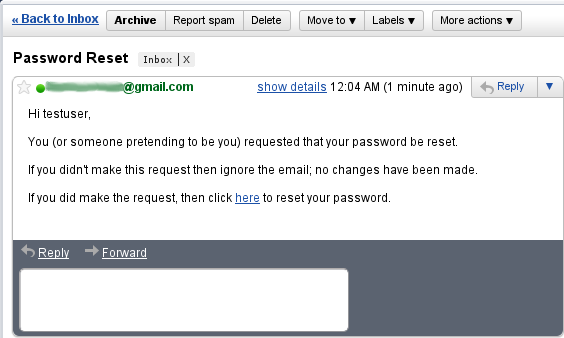 « Back to Inbox Archive Report spam Delete Move to ▼ Labels ▼ More actions ▼
Password Reset Inbox | X
@gmail.com show details 12:04 AM (1 minute ago) Reply ▼
Hi testuser,
You (or someone pretending to be you) requested that your password be reset.
If you didn't make this request then ignore the email; no changes have been made.
If you did make the request, then click here to reset your password.
Reply Forward